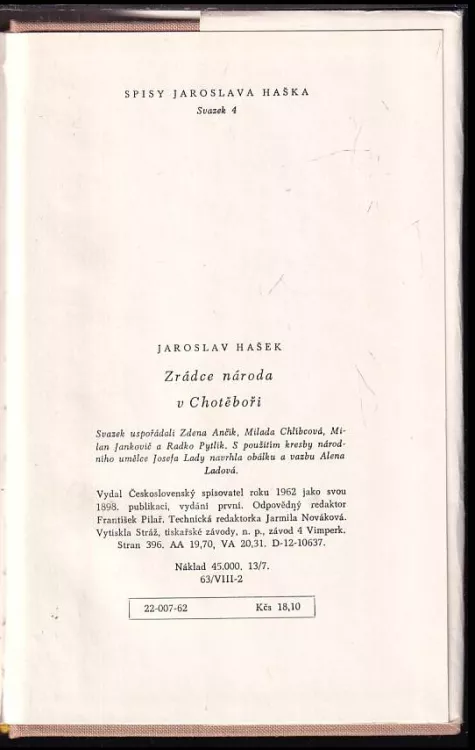 SPISY JAROSLAVA HAŠKA
Svazek 4
JAROSLAV HAŠEK
Zrádce národa
v Chotěboři
Svazek uspořádali Zdena Ančík, Milada Chlíbcová, Mi-
lan Jankovič a Radko Pytlík. S použitím kresby národ-
ního umělce Josefa Lady navrhla obálku a vazbu Alena
Ladová.
Vydal Československý spisovatel roku 1962 jako svou
1898. publikaci, vydání první. Odpovědný redaktor
František Pilař. Technická redaktorka Jarmila Nováková.
Vytiskla Stráž, tiskařské závody, n. p., závod 4 Vimperk.
Stran 396. AA 19,70, VA 20,31. D-12-10637.
Náklad 45.000. 13/7.
63/VIII-2
22-007-62 Kčs 18,10